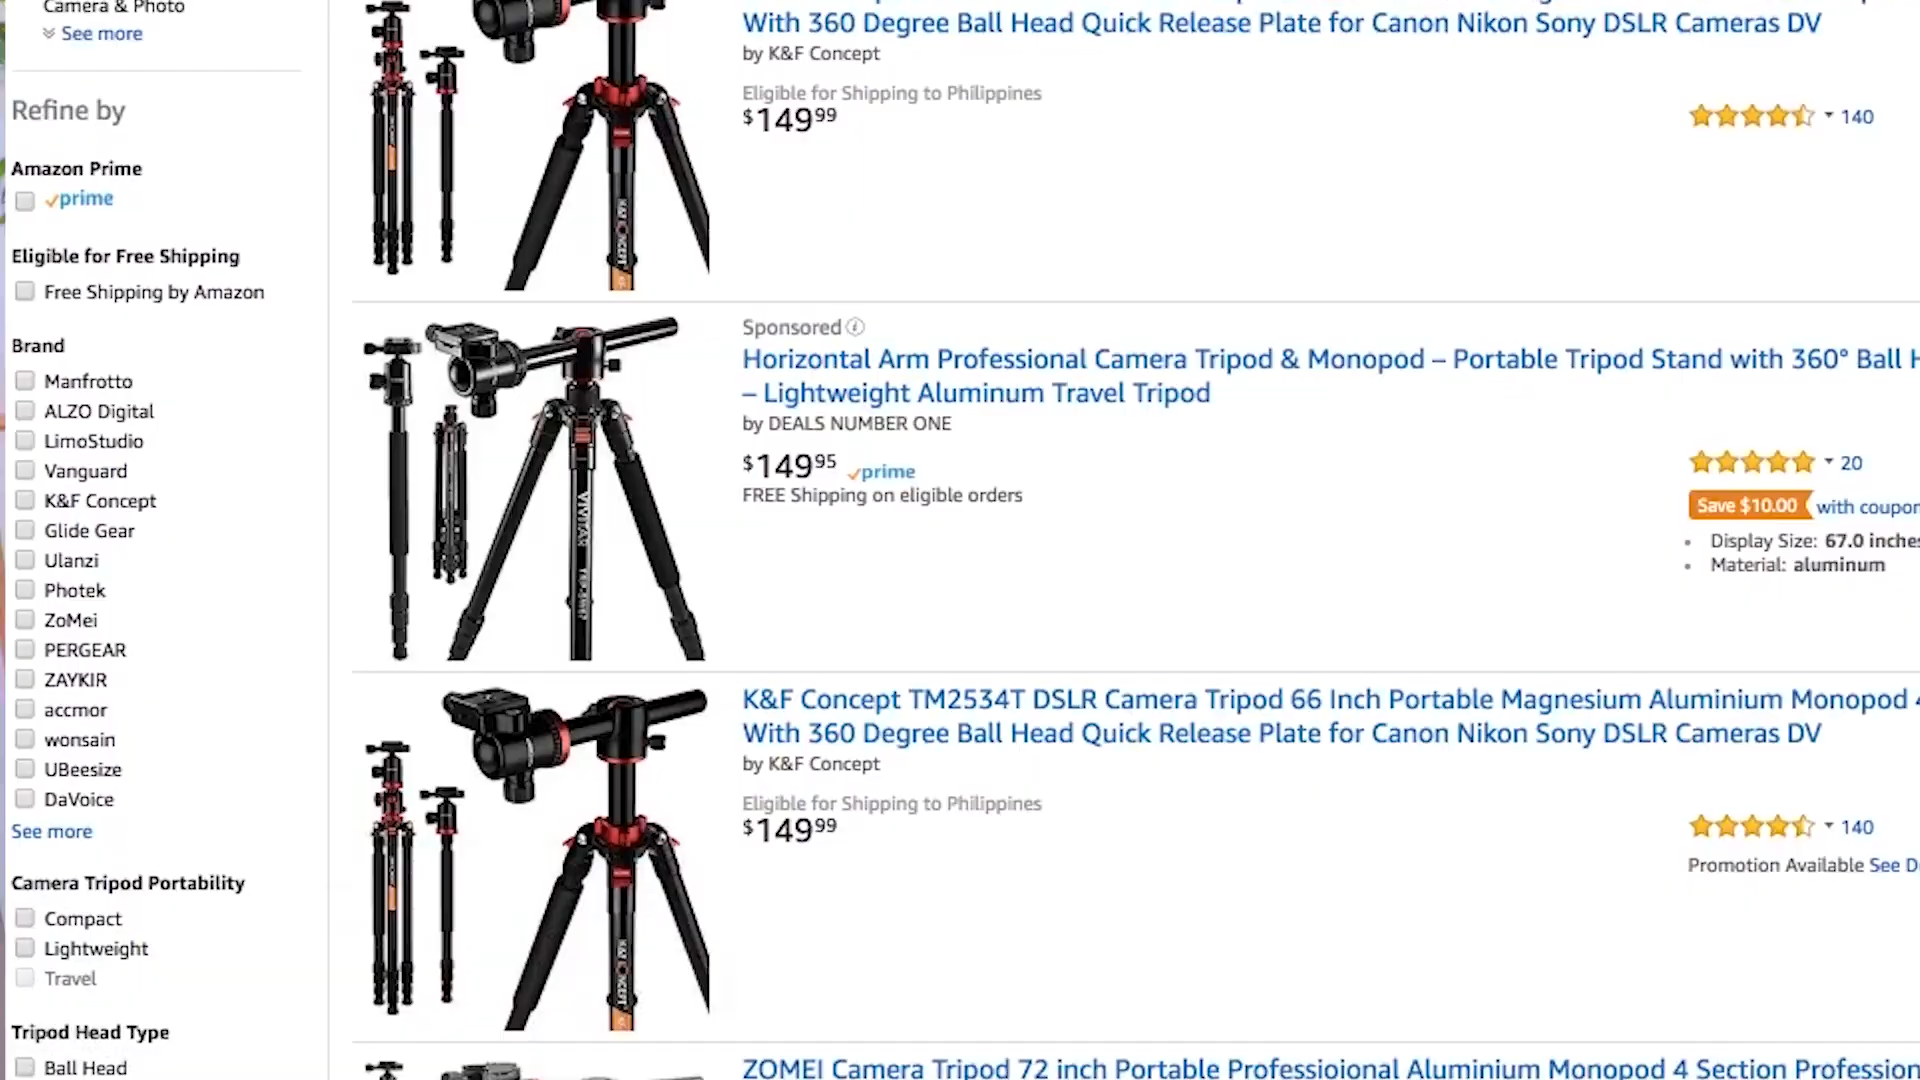 Camera & Photo
See more
Refine by
Amazon Prime
prime
Eligible for Free Shipping
Free Shipping by Amazon
Brand
Manfrotto
ALZO Digital
LimoStudio
Vanguard
K&F Concept
Glide Gear
Ulanzi
Photek
ZoMei
PERGEAR
ZAYKIR
accmor
wonsain
UBeesize
DaVoice
See more
Camera Tripod Portability
Compact
Lightweight
Travel
Tripod Head Type
Ball Head
With 360 Degree Ball Head Quick Release Plate for Canon Nikon Sony DSLR Cameras DV
by K&F Concept
Eligible for Shipping to Philippines
$149 99
140
Sponsored
Horizontal Arm Professional Camera Tripod & Monopod – Portable Tripod Stand with 360° Ball H
– Lightweight Aluminum Travel Tripod
by DEALS NUMBER ONE
$149 95 prime
FREE Shipping on eligible orders
20
Save $10.00 with coupon
Display Size: 67.0 inches
Material: aluminum
VIVITAR
K&F Concept TM2534T DSLR Camera Tripod 66 Inch Portable Magnesium Aluminium Monopod 4
With 360 Degree Ball Head Quick Release Plate for Canon Nikon Sony DSLR Cameras DV
by K&F Concept
Eligible for Shipping to Philippines
$149 99
140
Promotion Available See D
K&F CONCEPT
ZOMEI Camera Tripod 72 inch Portable Professioional Aluminium Monopod 4 Section Profession